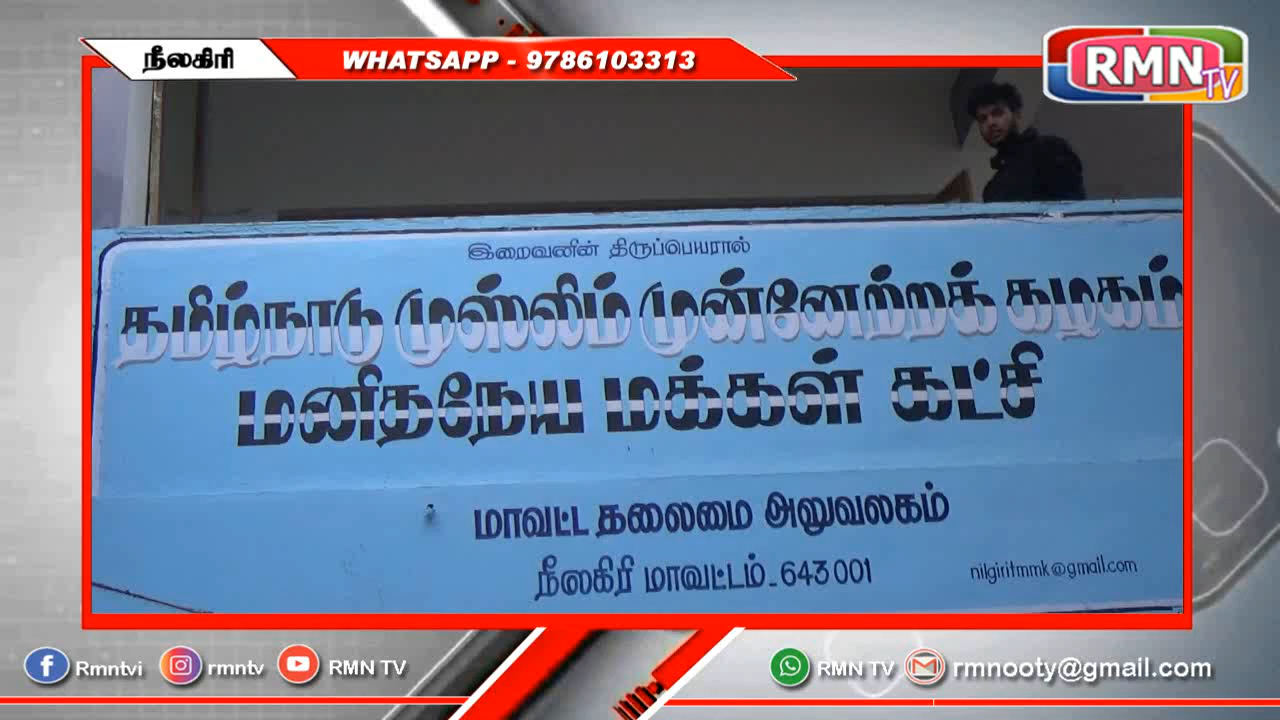 நீலகிரி
WHATSAPP - 9786103313
RMN TV
இறைவனின் திருப்பெயரால்
தமிழ்நாடு முஸ்லிம் முன்னேற்றக் கழகம்
மனிதநேய மக்கள் கட்சி
மாவட்ட தலைமை அலுவலகம்
நீலகிரி மாவட்டம்-643001
nilgiritmmk@gmail.com
Rmntvi rmntv RMN TV RMN TV rmnooty@gmail.com